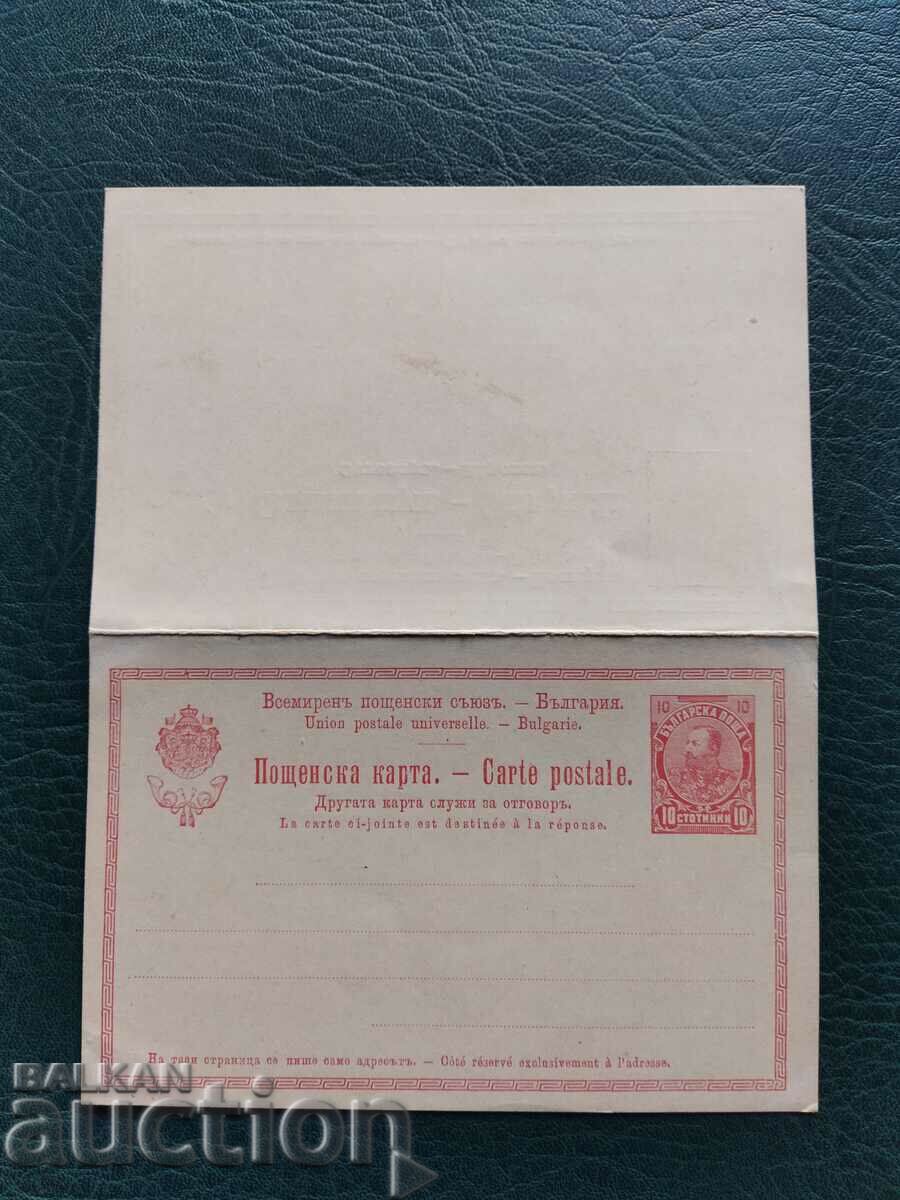 Всемиренъ пощенски съюзъ. — България.
Union postale universelle. — Bulgarie.
Пощенска карта. — Carte postale.
Другата карта служи за отговоръ.
La carte ci-jointe est destinée à la réponse.
10 10
БЪЛГАРСКА ПОЩА
10 СТОТИНКИ 10
На тази страница се пише само адресътъ. — Côté réservé exclusivement à l'adresse.
BALKAN
auction